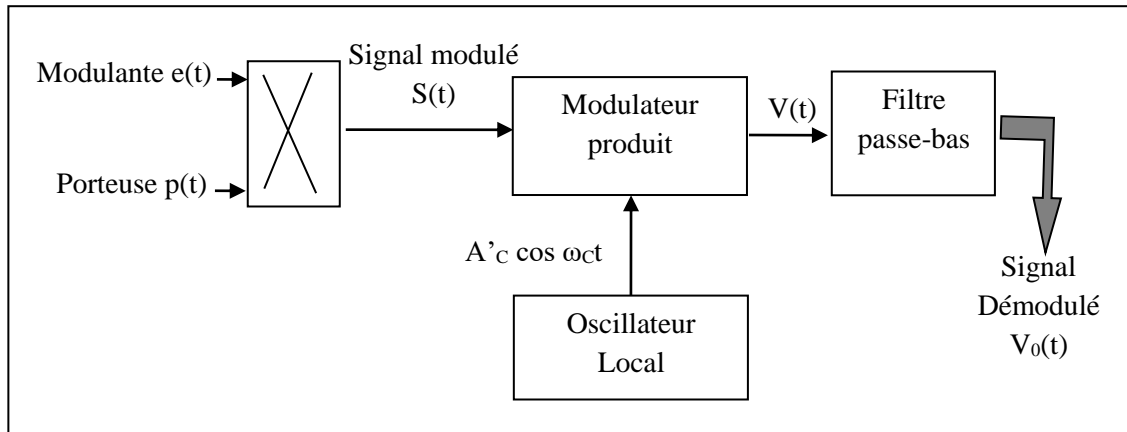 Modulante e(t)
Porteuse p(t)
Signal modulé
S(t)
Modulateur
produit
V(t)
Filtre
passe-bas
A’C cos ωCt
Oscillateur
Local
Signal
Démodulé
V0(t)